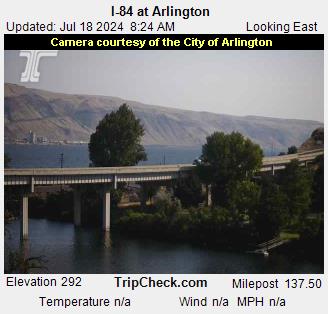 I-84 at Arlington
Updated: Jul 18 2024 8:24 AM Looking East
Camera courtesy of the City of Arlington
Elevation 292 TripCheck.com Milepost 137.50
Temperature n/a Wind n/a MPH n/a